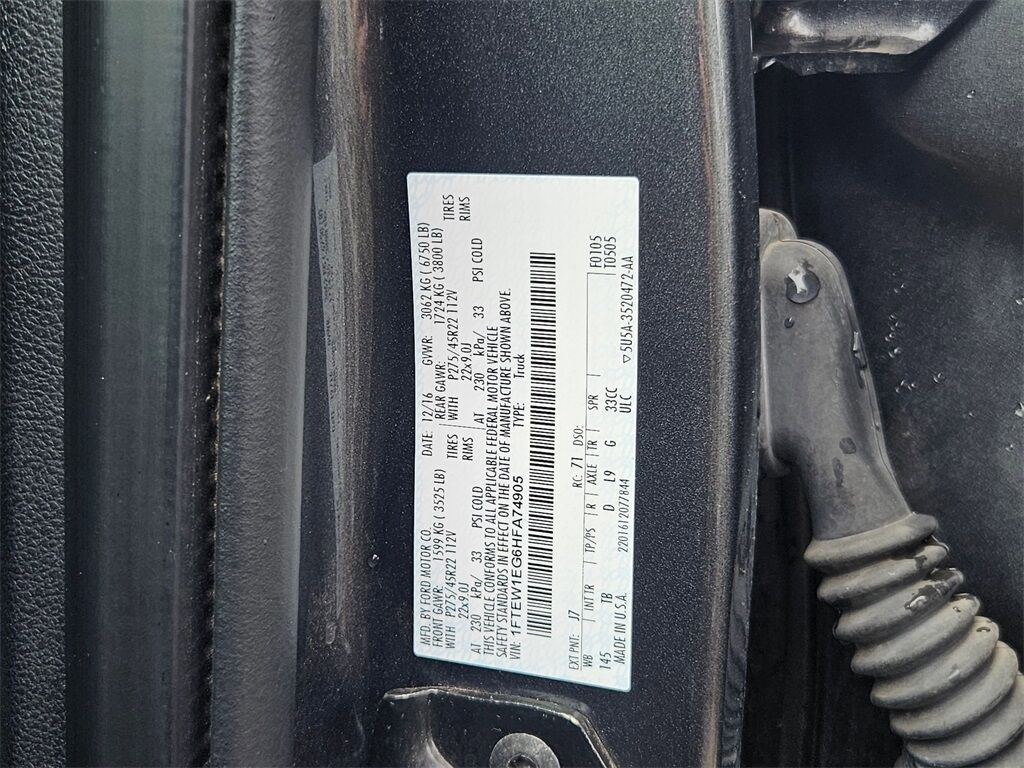 MFD. BY FORD MOTOR CO. DATE: 12/16 GVWR: 3062 KG ( 6750 LB)
FRONT GAWR: 1599 KG ( 3525 LB) REAR GAWR: 1724 KG ( 3800 LB)
WITH P275/45R22 112V TIRES WITH P275/45R22 112V TIRES
22x9.0J RIMS 22x9.0J RIMS
AT 230 kPa/ 33 PSI COLD AT 230 kPa/ 33 PSI COLD
THIS VEHICLE CONFORMS TO ALL APPLICABLE FEDERAL MOTOR VEHICLE
SAFETY STANDARDS IN EFFECT ON THE DATE OF MANUFACTURE SHOWN ABOVE.
VIN: 1FTEW1EG6HFA74905 TYPE: Truck
EXT PNT: J7 RC: 71 DSO: F0105
WB INT TR TP/PS R AXLE TR SPR T0505
145 TB D L9 G 33CC
MADE IN U.S.A. 2201612077844 ULC ▽5U5A-3520472-AA